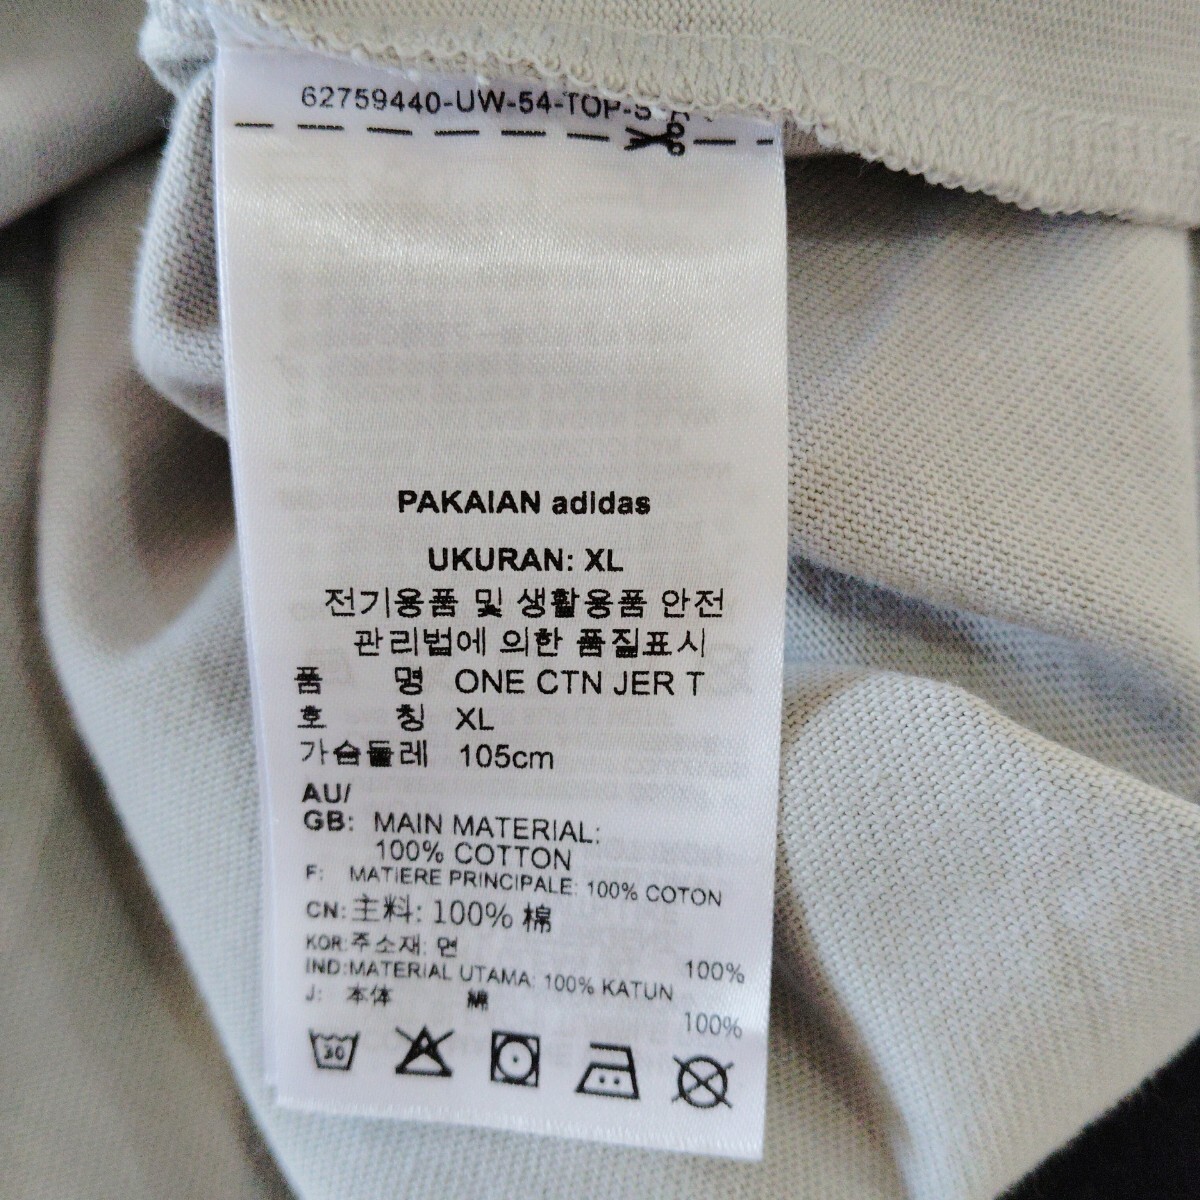 62759440-UW-54-TOP-
PAKAIAN adidas
UKURAN: XL
전기용품 및 생활용품 안전
관리법에 의한 품질표시
품 명 ONE CTN JER T
호 칭 XL
가슴둘레 105cm
AU/
GB: MAIN MATERIAL:
100% COTTON
F: MATIERE PRINCIPALE: 100% COTON
CN: 主料: 100% 棉
KOR: 주소재: 면 100%
IND: MATERIAL UTAMA: 100% KATUN
J: 本体 綿 100%
30